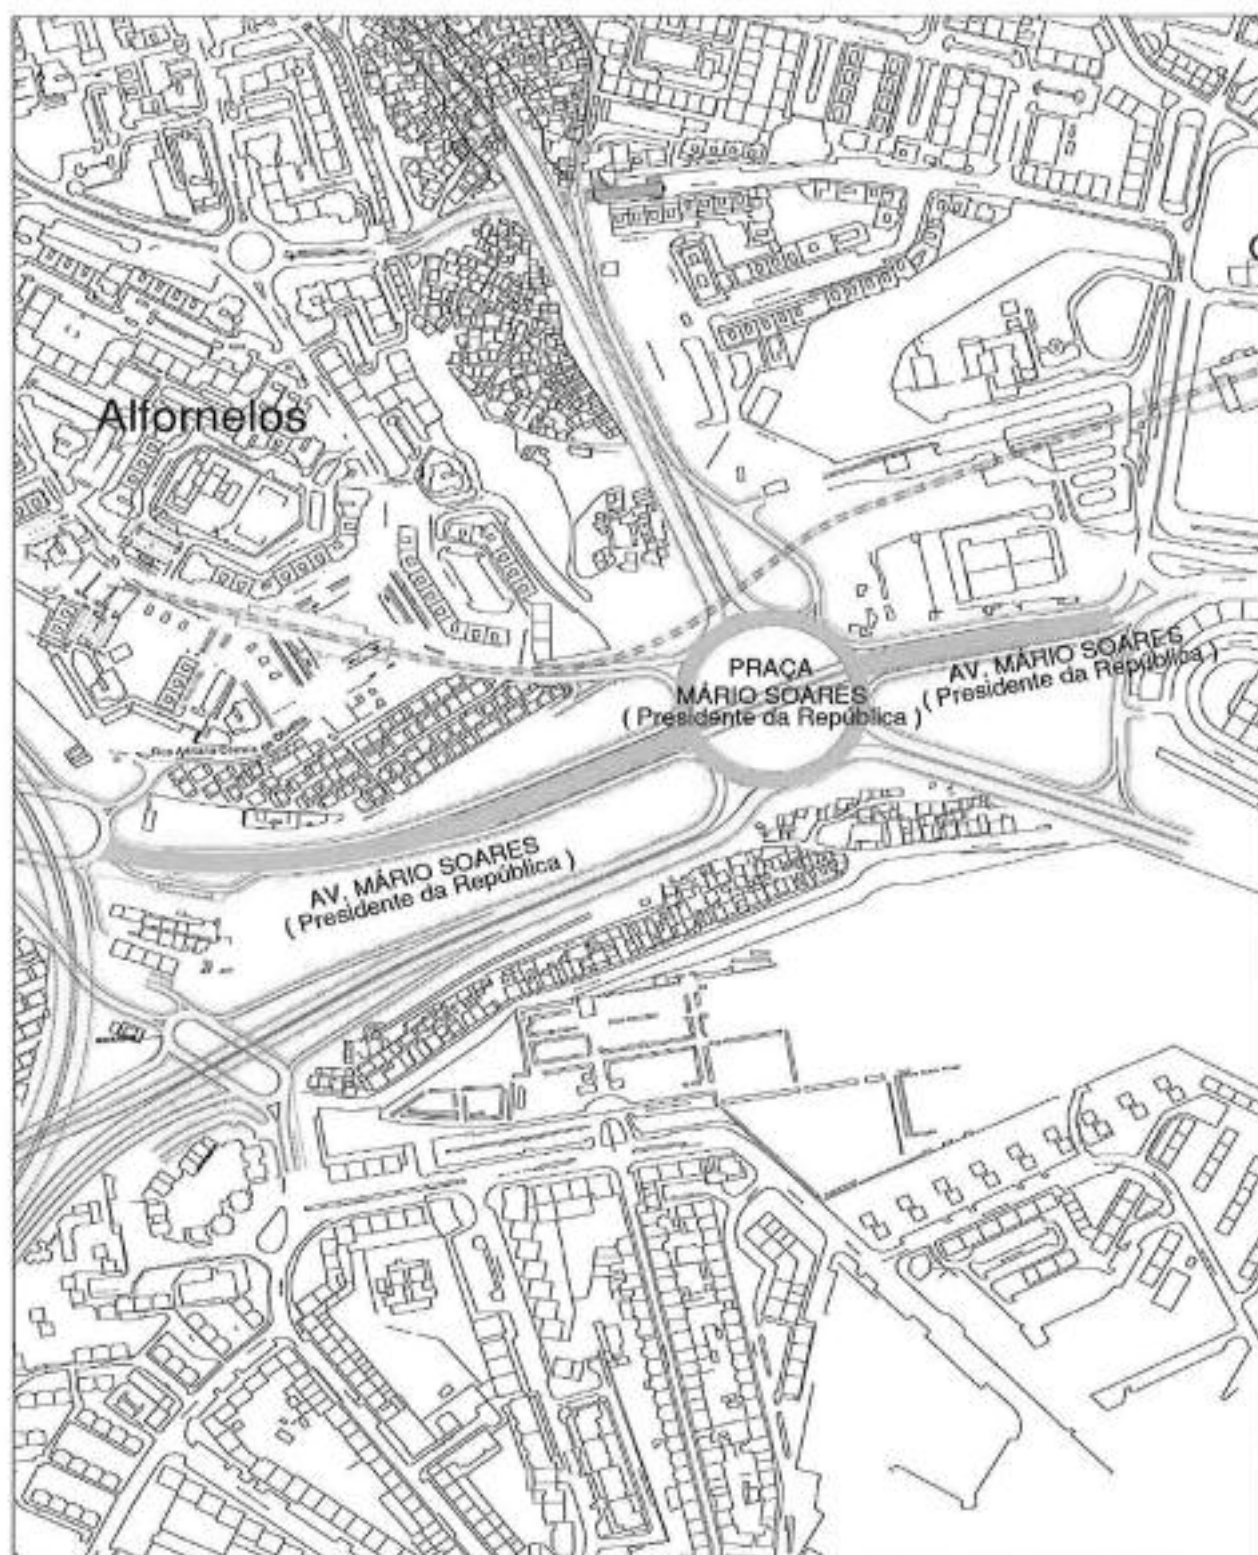 Alfornelos
PRAÇA
MÁRIO SOARES
( Presidente da República )
AV. MÁRIO SOARES
( Presidente da República )
AV. MÁRIO SOARES
( Presidente da República )